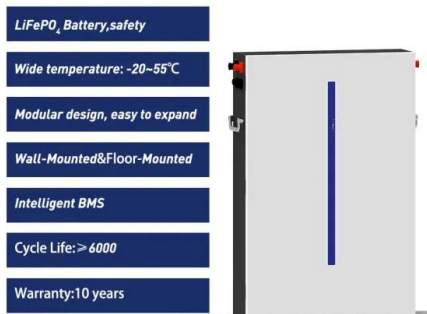 LiFePO₄ Battery,safety
Wide temperature: -20~55℃
Modular design, easy to expand
Wall-Mounted&Floor-Mounted
Intelligent BMS
Cycle Life:≥6000
Warranty:10 years